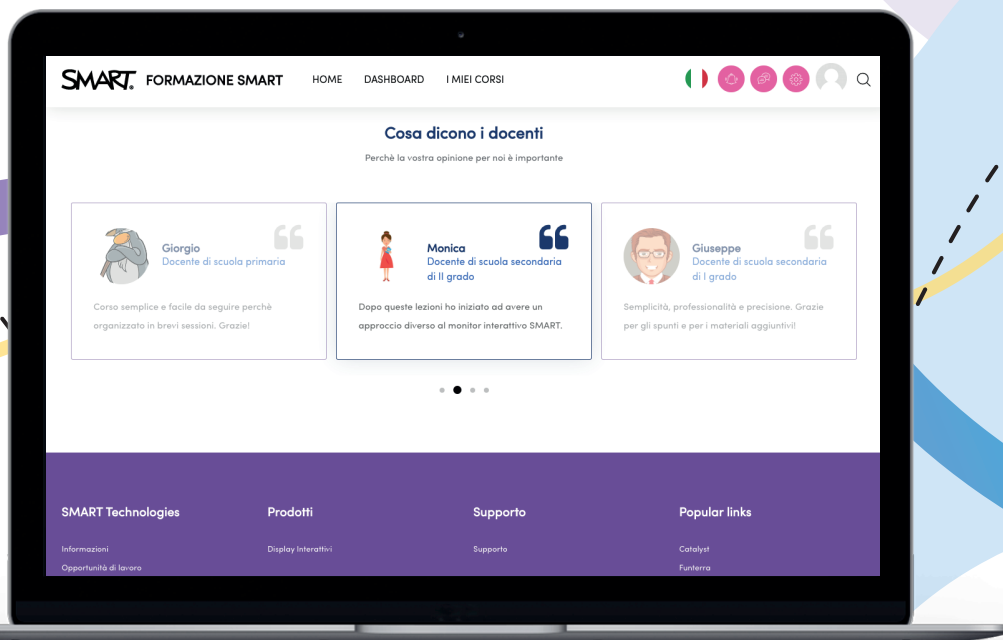 SMART. FORMAZIONE SMART HOME DASHBOARD I MIEI CORSI
Cosa dicono i docenti
Perchè la vostra opinione per noi è importante
Giorgio
Docente di scuola primaria
Corso semplice e facile da seguire perchè
organizzato in brevi sessioni. Grazie!
Monica
Docente di scuola secondaria
di II grado
Dopo queste lezioni ho iniziato ad avere un
approccio diverso al monitor interattivo SMART.
Giuseppe
Docente di scuola secondaria
di I grado
Semplicità, professionalità e precisione. Grazie
per gli spunti e per i materiali aggiuntivi!
SMART Technologies
Informazioni
Opportunità di lavoro
Prodotti
Display Interattivi
Supporto
Supporto
Popular links
Catalyst
Funterra